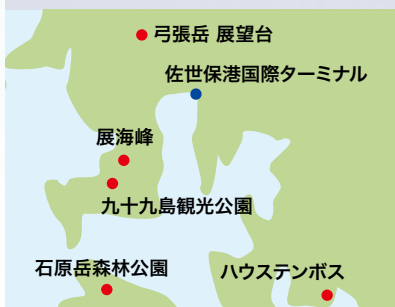 弓張岳 展望台
佐世保港国際ターミナル
展海峰
九十九島観光公園
石原岳森林公園
ハウステンボス